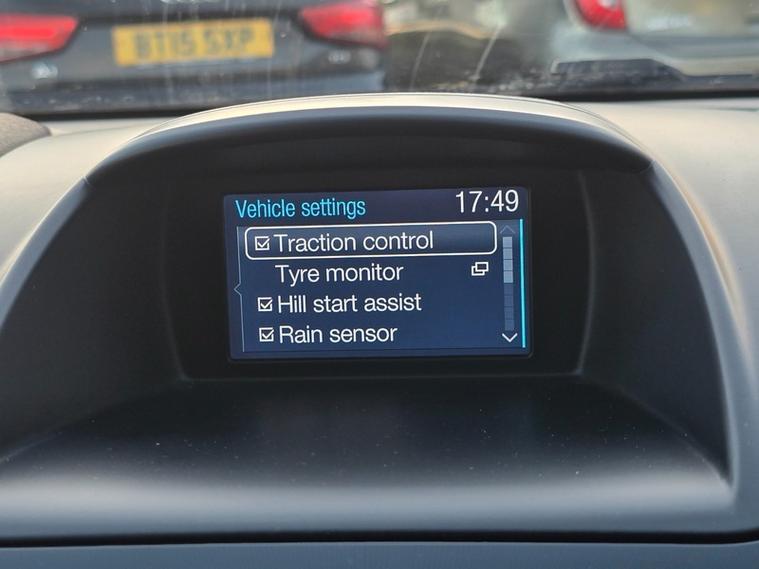 BT15 SXP
Vehicle settings 17:49
Traction control
Tyre monitor
Hill start assist
Rain sensor